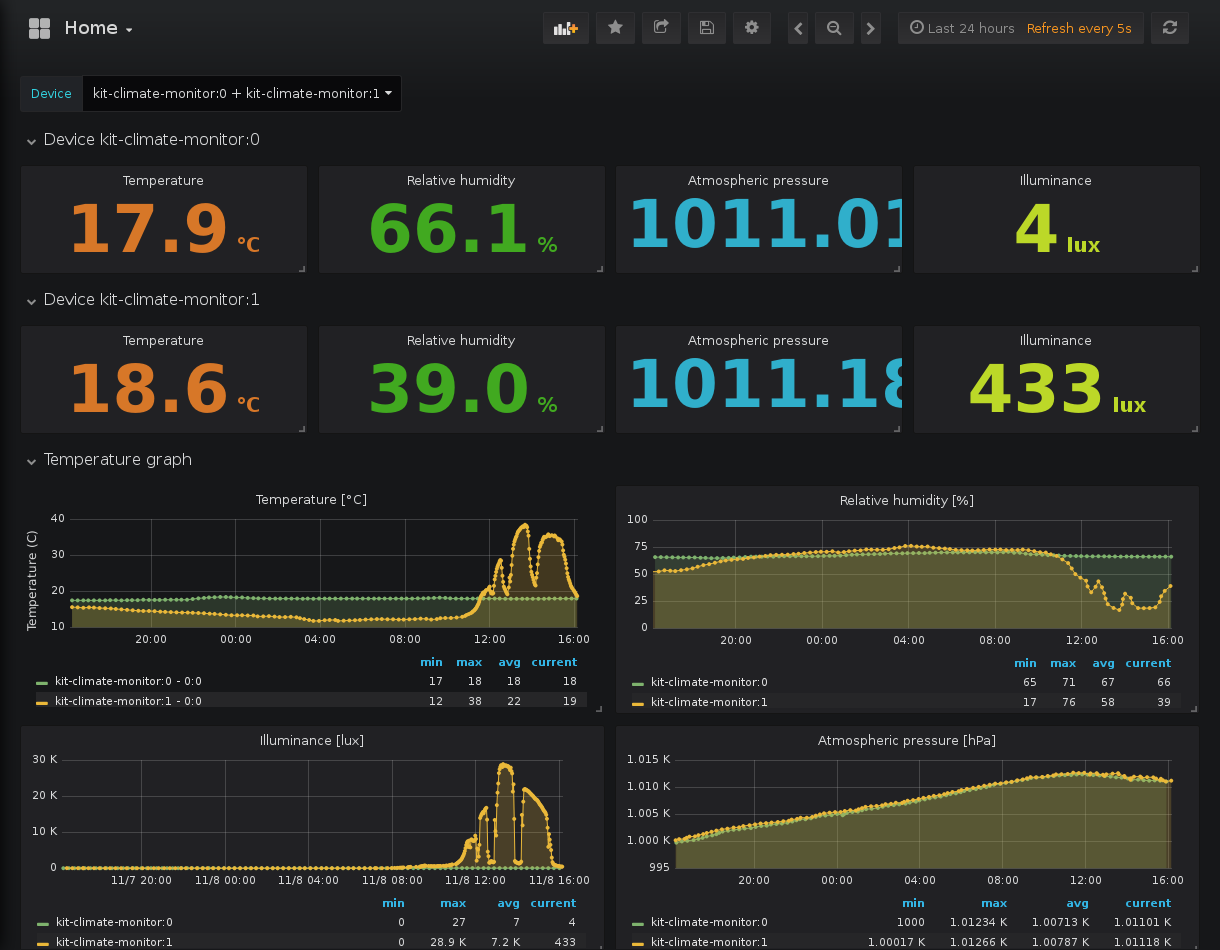 Home
Last 24 hours Refresh every 5s
Device kit-climate-monitor:0 + kit-climate-monitor:1
Device kit-climate-monitor:0
Temperature Relative humidity Atmospheric pressure Illuminance
17.9 °C 66.1 % 1011.01 4 lux
Device kit-climate-monitor:1
Temperature Relative humidity Atmospheric pressure Illuminance
18.6 °C 39.0 % 1011.18 433 lux
Temperature graph
Temperature [°C]
Temperature (C)
40
30
20
10
20:00 00:00 04:00 08:00 12:00 16:00
min max avg current
kit-climate-monitor:0 - 0:0 17 18 18 18
kit-climate-monitor:1 - 0:0 12 38 22 19
Relative humidity [%]
100
75
50
25
0
20:00 00:00 04:00 08:00 12:00 16:00
min max avg current
kit-climate-monitor:0 65 71 67 66
kit-climate-monitor:1 17 76 58 39
Illuminance [lux]
30 K
20 K
10 K
0
11/7 20:00 11/8 00:00 11/8 04:00 11/8 08:00 11/8 12:00 11/8 16:00
min max avg current
kit-climate-monitor:0 0 27 7 4
kit-climate-monitor:1 0 28.9 K 7.2 K 433
Atmospheric pressure [hPa]
1.015 K
1.010 K
1.005 K
1.000 K
995
20:00 00:00 04:00 08:00 12:00 16:00
min max avg current
kit-climate-monitor:0 1000 1.01234 K 1.00713 K 1.01101 K
kit-climate-monitor:1 1.00017 K 1.01266 K 1.00787 K 1.01118 K